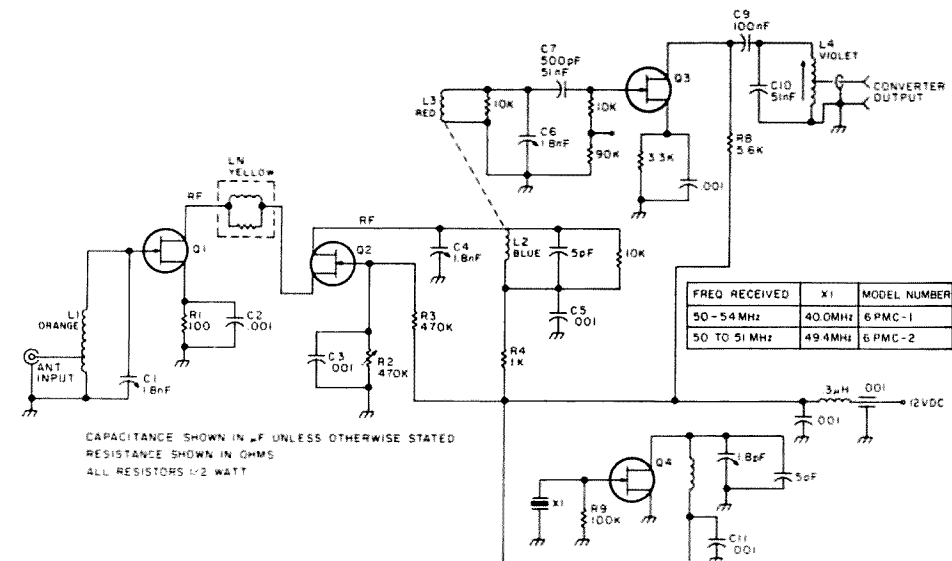 C9
100nF
L4
VIOLET
C7
500pF
51nF
Q3
C10
51nF
CONVERTER
OUTPUT
L3
RED
10K
10K
C6
1.8nF
90K
3.3K
.001
R8
5.6K
LN
YELLOW
RF
RF
Q1
Q2
C4
1.8nF
L2
BLUE
5pF
10K
L1
ORANGE
R1
100
C2
.001
R3
470K
C5
.001
ANT
INPUT
C1
1.8nF
C3
.001
R2
470K
R4
1K
FREQ RECEIVED X1 MODEL NUMBER
50-54MHz 40.0MHz 6PMC-1
50 TO 51 MHz 49.4MHz 6PMC-2
3µH
.001
12VDC
.001
CAPACITANCE SHOWN IN µF UNLESS OTHERWISE STATED
RESISTANCE SHOWN IN OHMS
ALL RESISTORS 1/2 WATT
Q4
1.8pF
5pF
X1
R9
100K
C11
.001